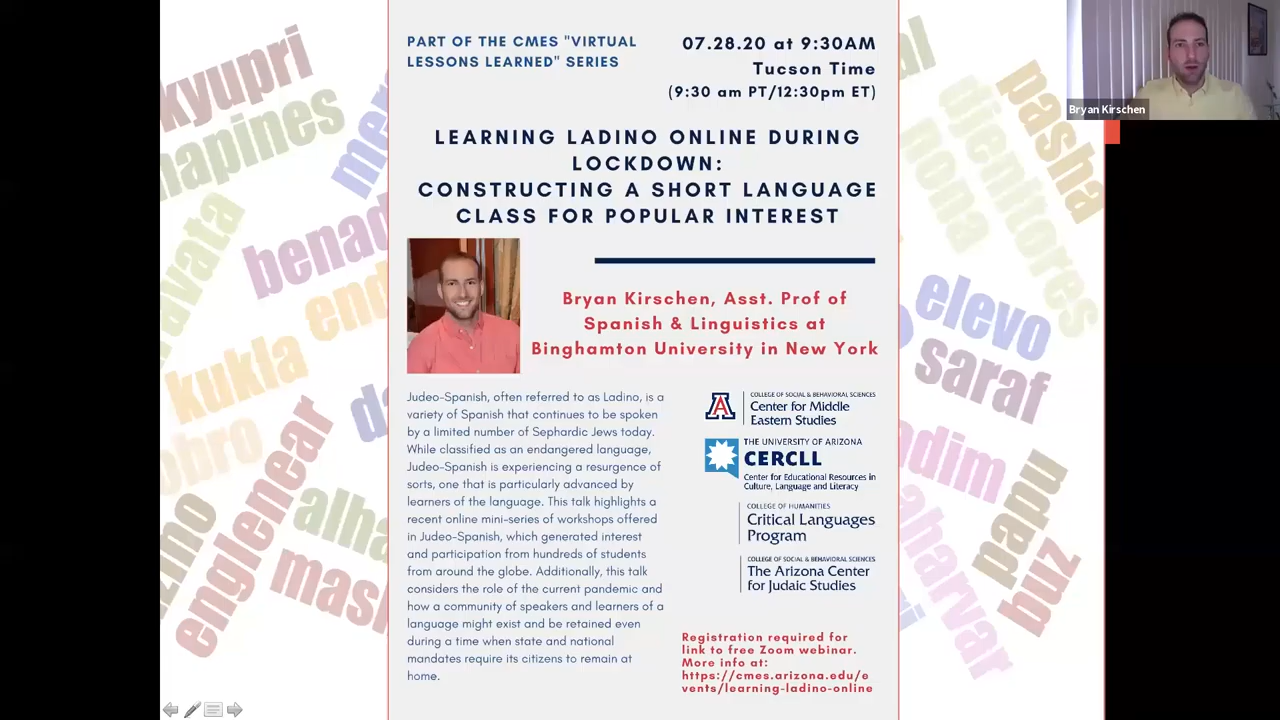 PART OF THE CMES "VIRTUAL
LESSONS LEARNED" SERIES
07.28.20 at 9:30AM
Tucson Time
(9:30 am PT/12:30pm ET)
LEARNING LADINO ONLINE DURING
LOCKDOWN:
CONSTRUCTING A SHORT LANGUAGE
CLASS FOR POPULAR INTEREST
Bryan Kirschen, Asst. Prof of
Spanish & Linguistics at
Binghamton University in New York
Judeo-Spanish, often referred to as Ladino, is a
variety of Spanish that continues to be spoken
by a limited number of Sephardic Jews today.
While classified as an endangered language,
Judeo-Spanish is experiencing a resurgence of
sorts, one that is particularly advanced by
learners of the language. This talk highlights a
recent online mini-series of workshops offered
in Judeo-Spanish, which generated interest
and participation from hundreds of students
from around the globe. Additionally, this talk
considers the role of the current pandemic and
how a community of speakers and learners of a
language might exist and be retained even
during a time when state and national
mandates require its citizens to remain at
home.
A
COLLEGE OF SOCIAL & BEHAVIORAL SCIENCES
Center for Middle
Eastern Studies
THE UNIVERSITY OF ARIZONA
CERCLL
Center for Educational Resources in
Culture, Language and Literacy
COLLEGE OF HUMANITIES
Critical Languages
Program
COLLEGE OF SOCIAL & BEHAVIORAL SCIENCES
The Arizona Center
for Judaic Studies
Registration required for
link to free Zoom webinar.
More info at:
https://cmes.arizona.edu/e
vents/learning-ladino-online
Bryan Kirschen
kyupri
kukla
englenear
pasha
djentores
elevo
saraf
papu
buz